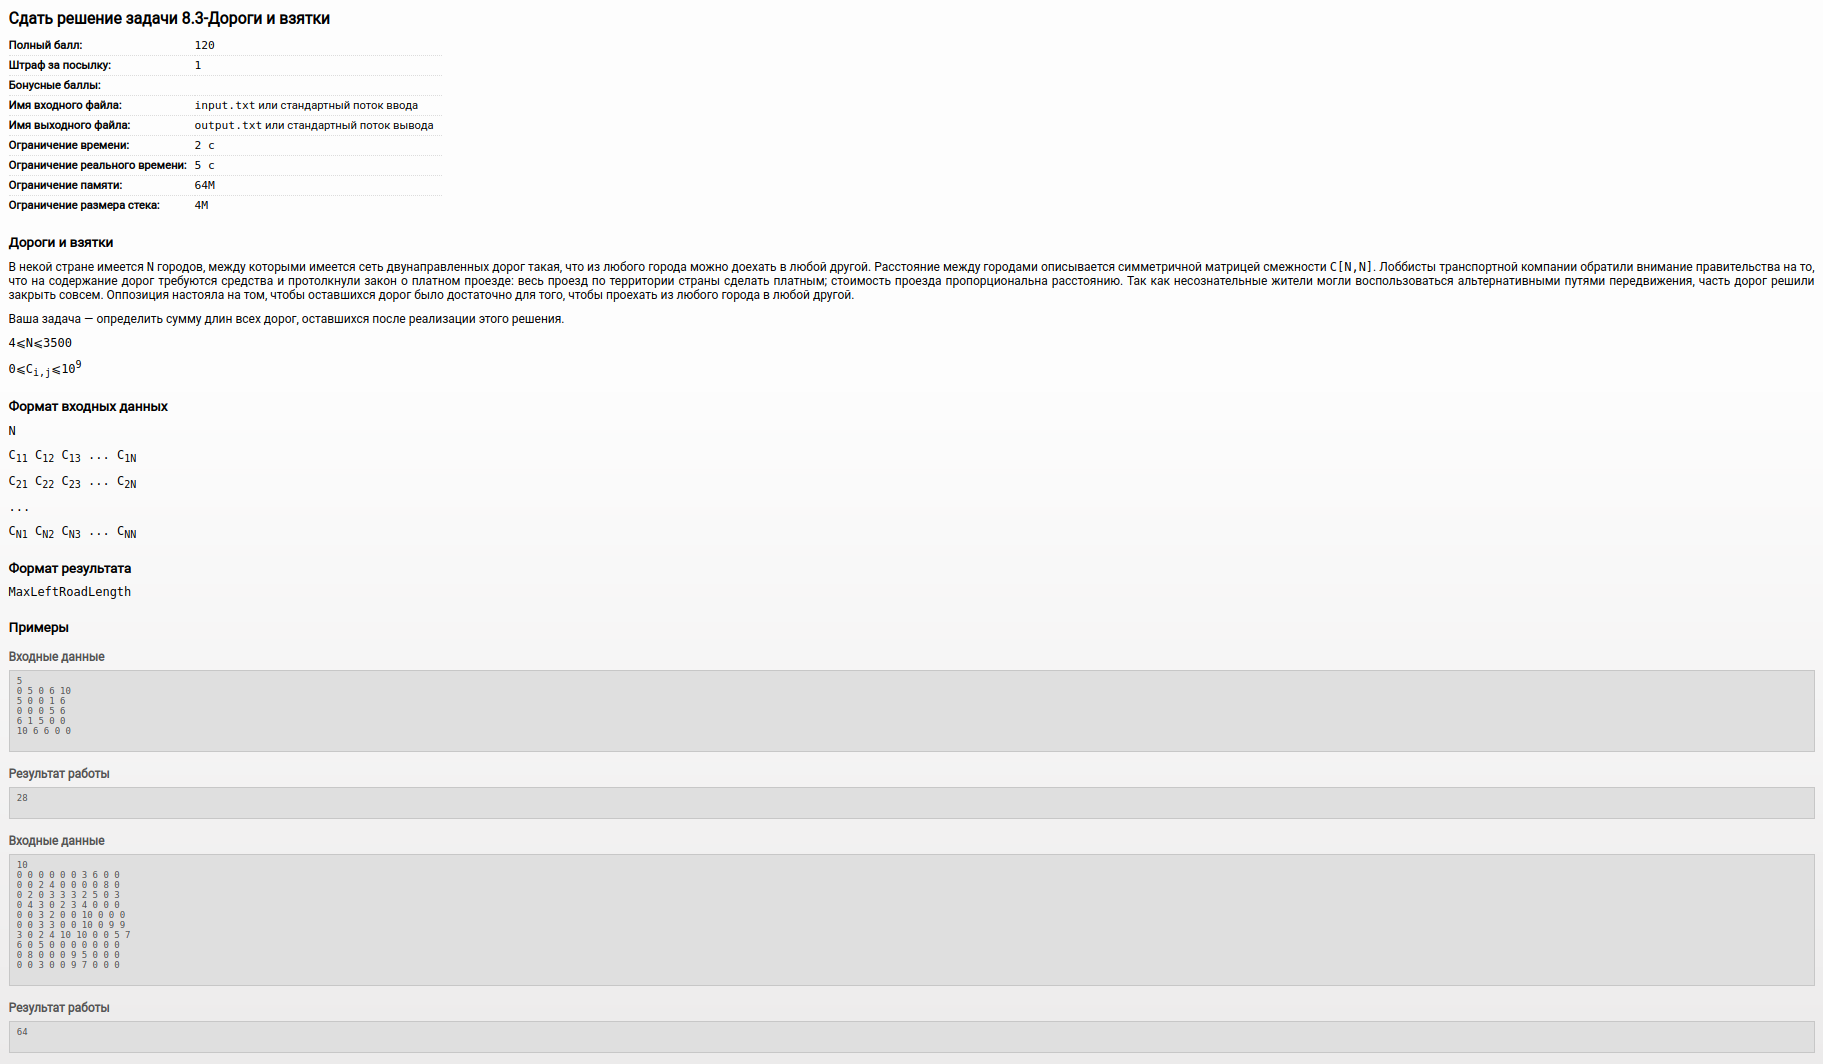 Сдать решение задачи 8.3-Дороги и взятки
Полный балл: 120
Штраф за посылку: 1
Бонусные баллы:
Имя входного файла: input.txt или стандартный поток ввода
Имя выходного файла: output.txt или стандартный поток вывода
Ограничение времени: 2 с
Ограничение реального времени: 5 с
Ограничение памяти: 64M
Ограничение размера стека: 4M
Дороги и взятки
В некой стране имеется N городов, между которыми имеется сеть двунаправленных дорог такая, что из любого города можно доехать в любой другой. Расстояние между городами описывается симметричной матрицей смежности C[N,N]. Лоббисты транспортной компании обратили внимание правительства на то,
что на содержание дорог требуются средства и протолкнули закон о платном проезде: весь проезд по территории страны сделать платным; стоимость проезда пропорциональна расстоянию. Так как несознательные жители могли воспользоваться альтернативными путями передвижения, часть дорог решили
закрыть совсем. Оппозиция настояла на том, чтобы оставшихся дорог было достаточно для того, чтобы проехать из любого города в любой другой.
Ваша задача — определить сумму длин всех дорог, оставшихся после реализации этого решения.
4⩽N⩽3500
0⩽C_{i,j}⩽10^9
Формат входных данных
N
C_{11} C_{12} C_{13} ... C_{1N}
C_{21} C_{22} C_{23} ... C_{2N}
...
C_{N1} C_{N2} C_{N3} ... C_{NN}
Формат результата
MaxLeftRoadLength
Примеры
Входные данные
5
0 5 0 6 10
5 0 0 1 6
0 0 0 5 6
6 1 5 0 0
10 6 6 0 0
Результат работы
28
Входные данные
10
0 0 0 0 0 0 3 6 0 0
0 0 2 4 0 0 0 0 8 0
0 2 0 3 3 3 2 5 0 3
0 4 3 0 2 3 4 0 0 0
0 0 3 2 0 0 10 0 0 0
0 0 3 3 0 0 10 0 9 9
3 0 2 4 10 10 0 0 5 7
6 0 5 0 0 0 0 0 0 0
0 8 0 0 0 9 5 0 0 0
0 0 3 0 0 9 7 0 0 0
Результат работы
64